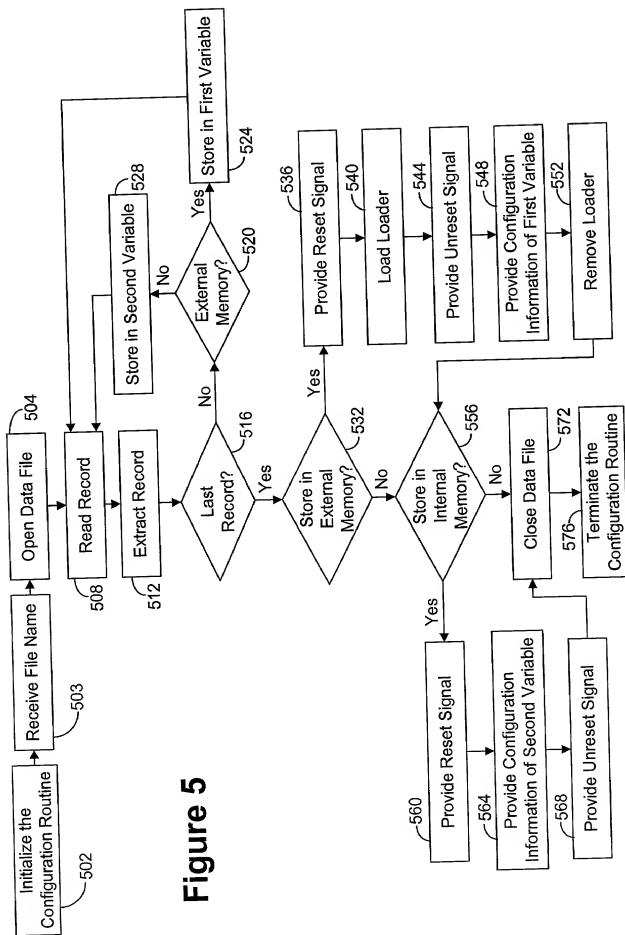 Initialize the
Configuration Routine
502
Receive File Name
503
Open Data File
504
Read Record
508
Extract Record
512
Last
Record?
516
No
Yes
External
Memory?
520
No
Yes
Store in Second Variable
528
Store in First Variable
524
Store in
External
Memory?
532
Yes
No
Provide Reset Signal
536
Load Loader
540
Provide Unreset Signal
544
Provide Configuration
Information of First Variable
548
Remove Loader
552
Store in
Internal
Memory?
556
Yes
No
Provide Reset Signal
560
Provide Configuration
Information of Second Variable
564
Provide Unreset Signal
568
Close Data File
572
Terminate the
Configuration Routine
576
Figure 5